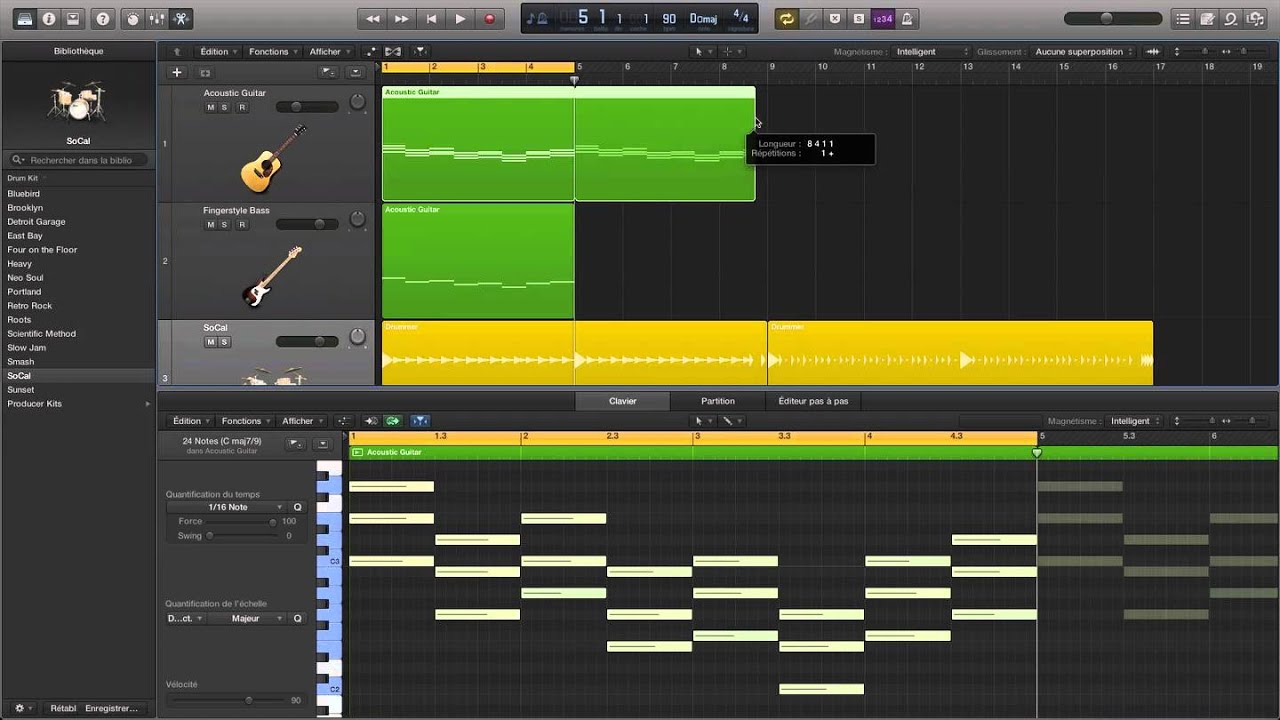 5 1 1 1 90 Domaj 4/4
mesures battu. div. cache bpm tona. signature
1234
Bibliothèque
Édition Fonctions Afficher
Magnétisme : Intelligent
Glissement : Aucune superposition
1 2 3 4 5 6 7 8 9 10 11 12 13 14 15 16 17 18 19
SoCal
Rechercher dans la biblio
Drum Kit
Bluebird
Brooklyn
Detroit Garage
East Bay
Four on the Floor
Heavy
Neo Soul
Portland
Retro Rock
Roots
Scientific Method
Slow Jam
Smash
SoCal
Sunset
Producer Kits
Rétabl Enregistrer...
1
Acoustic Guitar
M S R
Acoustic Guitar
Longueur : 8 4 1 1
Répétitions : 1 +
2
Fingerstyle Bass
M S R
Acoustic Guitar
3
SoCal
M S
Drummer
Drummer
Clavier Partition Éditeur pas à pas
Édition Fonctions Afficher
Magnétisme : Intelligent
24 Notes (C maj7/9)
dans Acoustic Guitar
1 1.3 2 2.3 3 3.3 4 4.3 5 5.3 6
Acoustic Guitar
Quantification du temps
1/16 Note Q
Force 100
Swing 0
Quantification de l'échelle
D...ct. Majeur Q
Vélocité
90
C3
C2